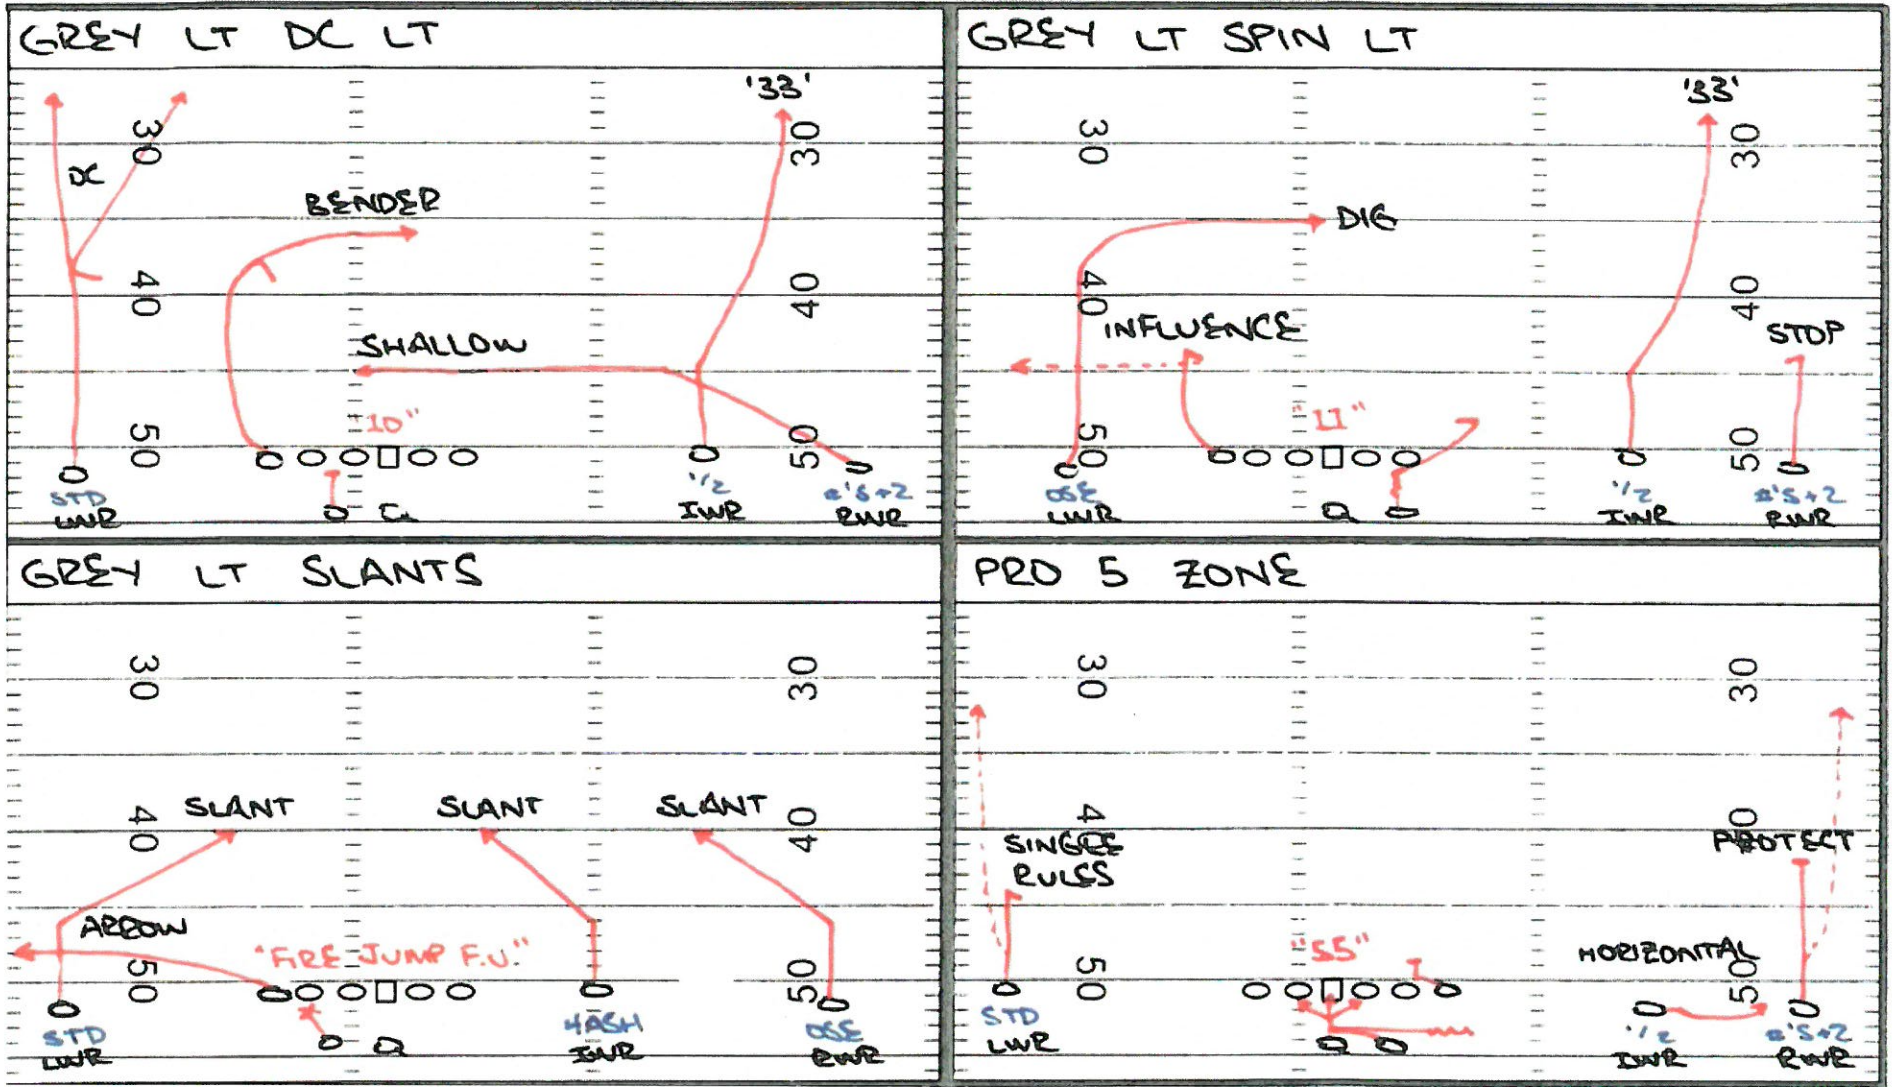 GREY LT DC LT
'33'
30
30
DC
BENDER
40
40
SHALLOW
"10"
50
50
STD
LWR
Q
1/2
IWR
#'S+2
RWR
GREY LT SPIN LT
'33'
30
30
DIG
40
40
INFLUENCE
STOP
"11"
50
50
OSE
LWR
Q
1/2
IWR
#'S+2
RWR
GREY LT SLANTS
30
30
SLANT
SLANT
SLANT
40
40
ARROW
"FIRE JUMP F.U."
50
50
STD
LWR
Q
HASH
IWR
OSE
RWR
PRO 5 ZONE
30
30
40
40
SINGLE
RULES
PROTECT
"55"
HORIZONTAL
50
50
STD
LWR
Q
1/2
IWR
#'S+2
RWR